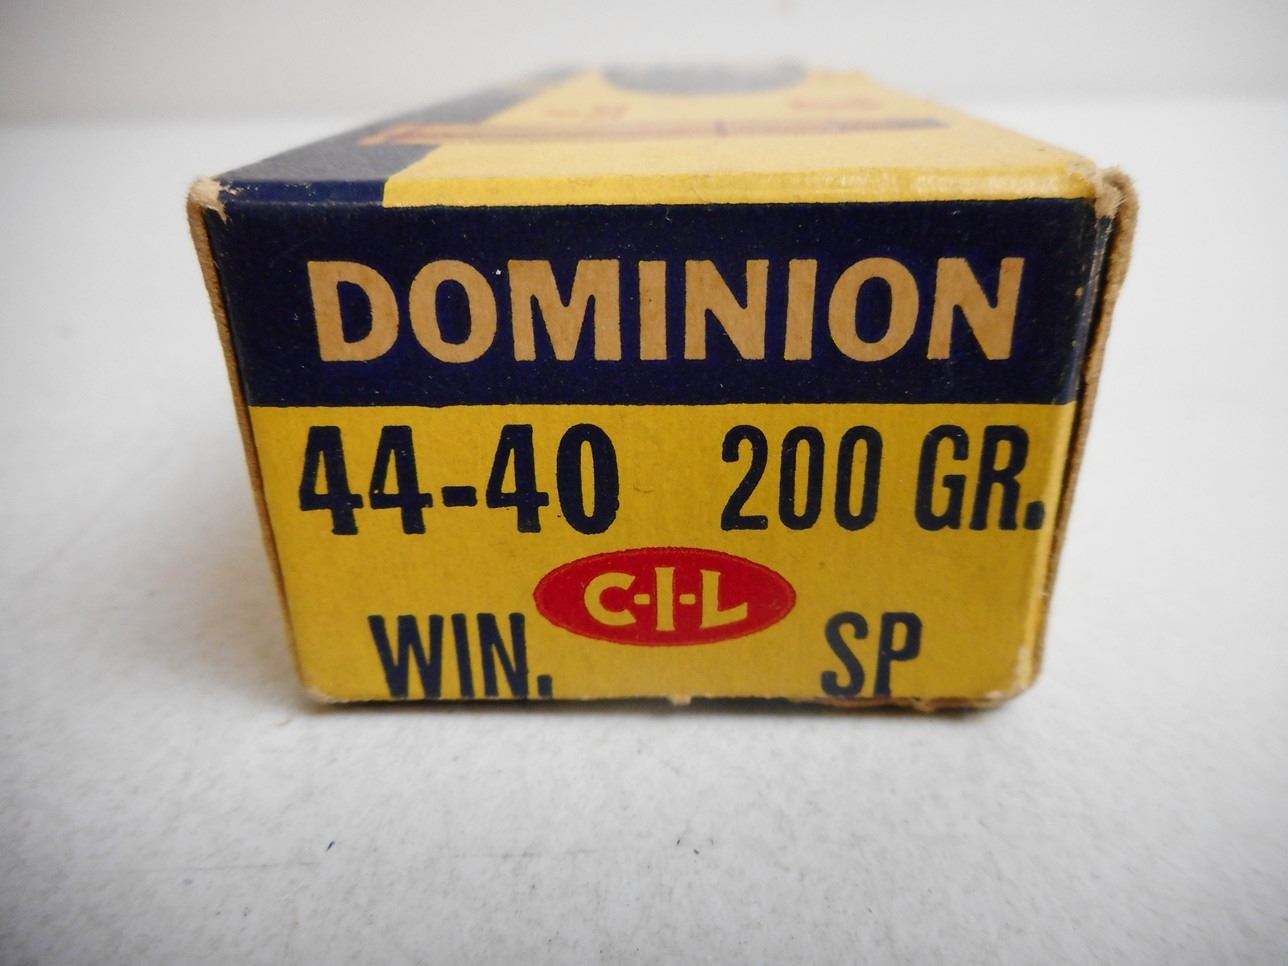 DOMINION
44-40 200 GR.
C-I-L
WIN. SP